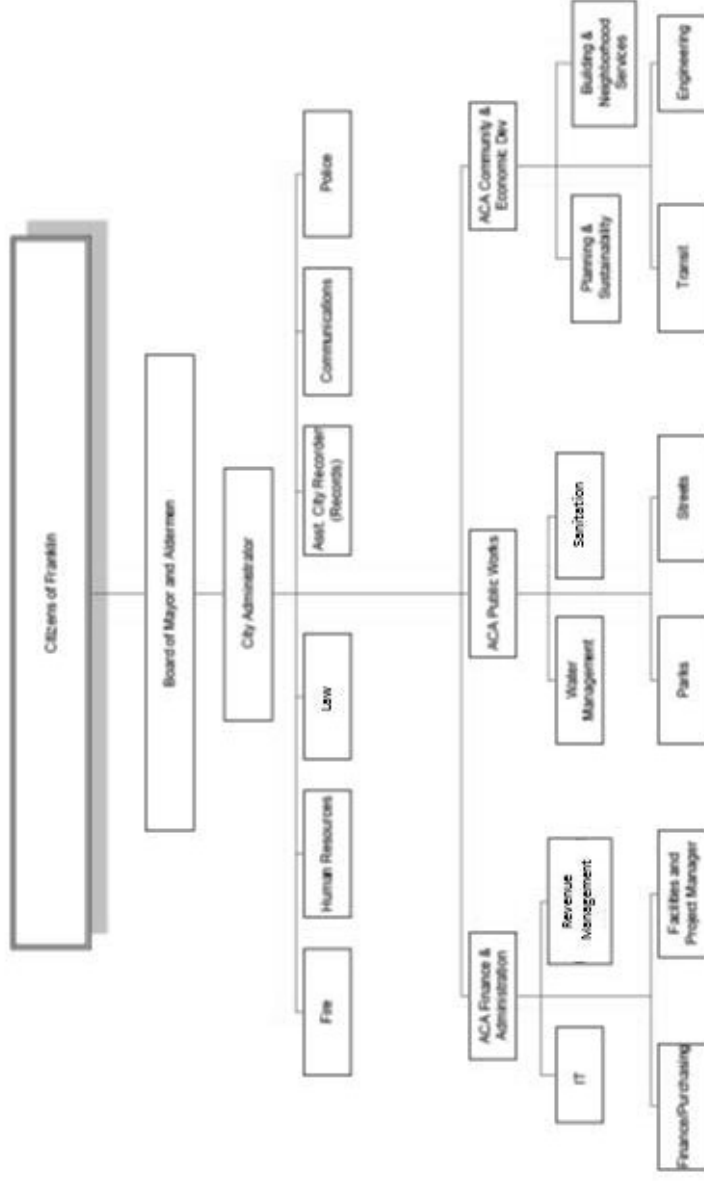 Citizens of Franklin
Board of Mayor and Aldermen
City Administrator
Fire
Human Resources
Law
Asst. City Recorder
(Records)
Communications
Police
ACA Finance &
Administration
ACA Public Works
ACA Community &
Economic Dev
IT
Revenue
Management
Water
Management
Sanitation
Planning &
Sustainability
Building &
Neighborhood
Services
Finance/Purchasing
Facilities and
Project Manager
Parks
Streets
Transit
Engineering